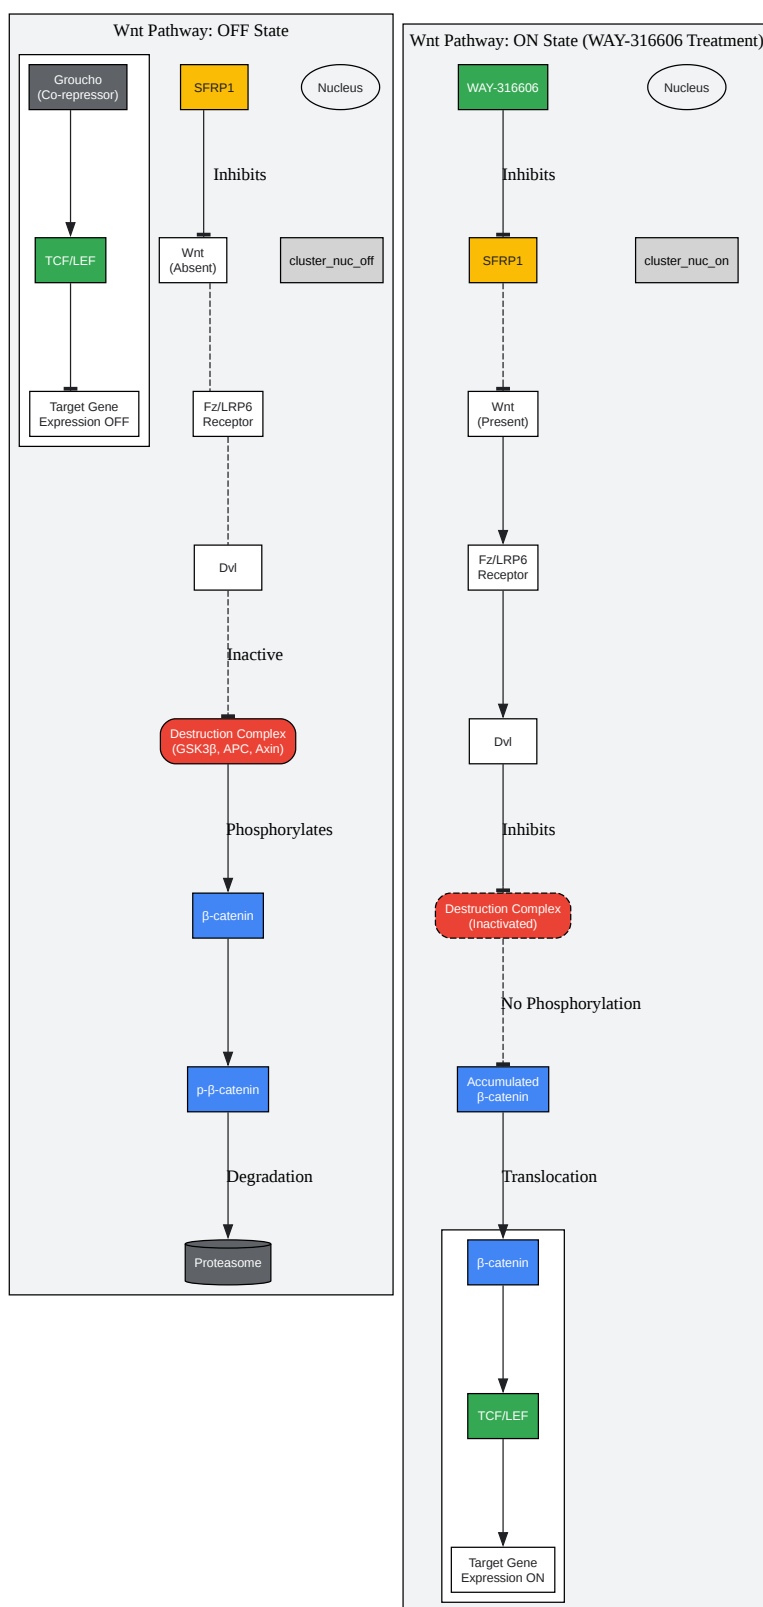 Wnt Pathway: OFF State
Groucho
(Co-repressor)
SFRP1
Nucleus
Inhibits
TCF/LEF
Wnt
(Absent)
cluster_nuc_off
Target Gene
Expression OFF
Fz/LRP6
Receptor
Dvl
Inactive
Destruction Complex
(GSK3β, APC, Axin)
Phosphorylates
β-catenin
p-β-catenin
Degradation
Proteasome
Wnt Pathway: ON State (WAY-316606 Treatment)
WAY-316606
Nucleus
Inhibits
SFRP1
cluster_nuc_on
Wnt
(Present)
Fz/LRP6
Receptor
Dvl
Inhibits
Destruction Complex
(Inactivated)
No Phosphorylation
Accumulated
β-catenin
Translocation
β-catenin
TCF/LEF
Target Gene
Expression ON